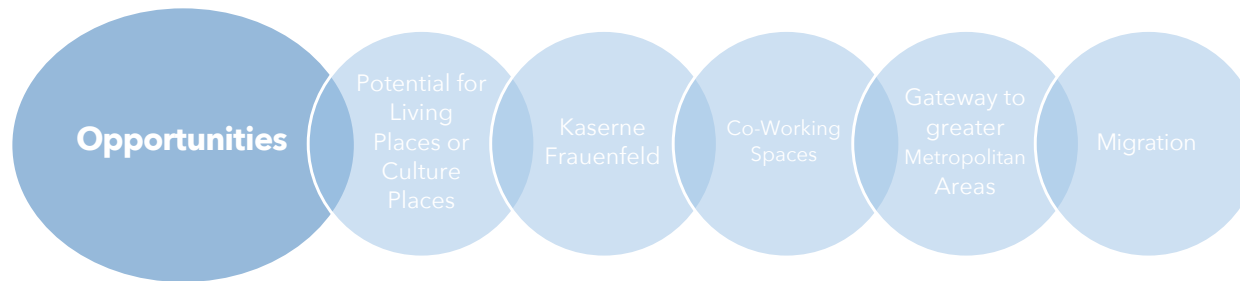 Opportunities
Potential for
Living
Places or
Culture
Places
Kaserne
Frauenfeld
Co-Working
Spaces
Gateway to
greater
Metropolitan
Areas
Migration